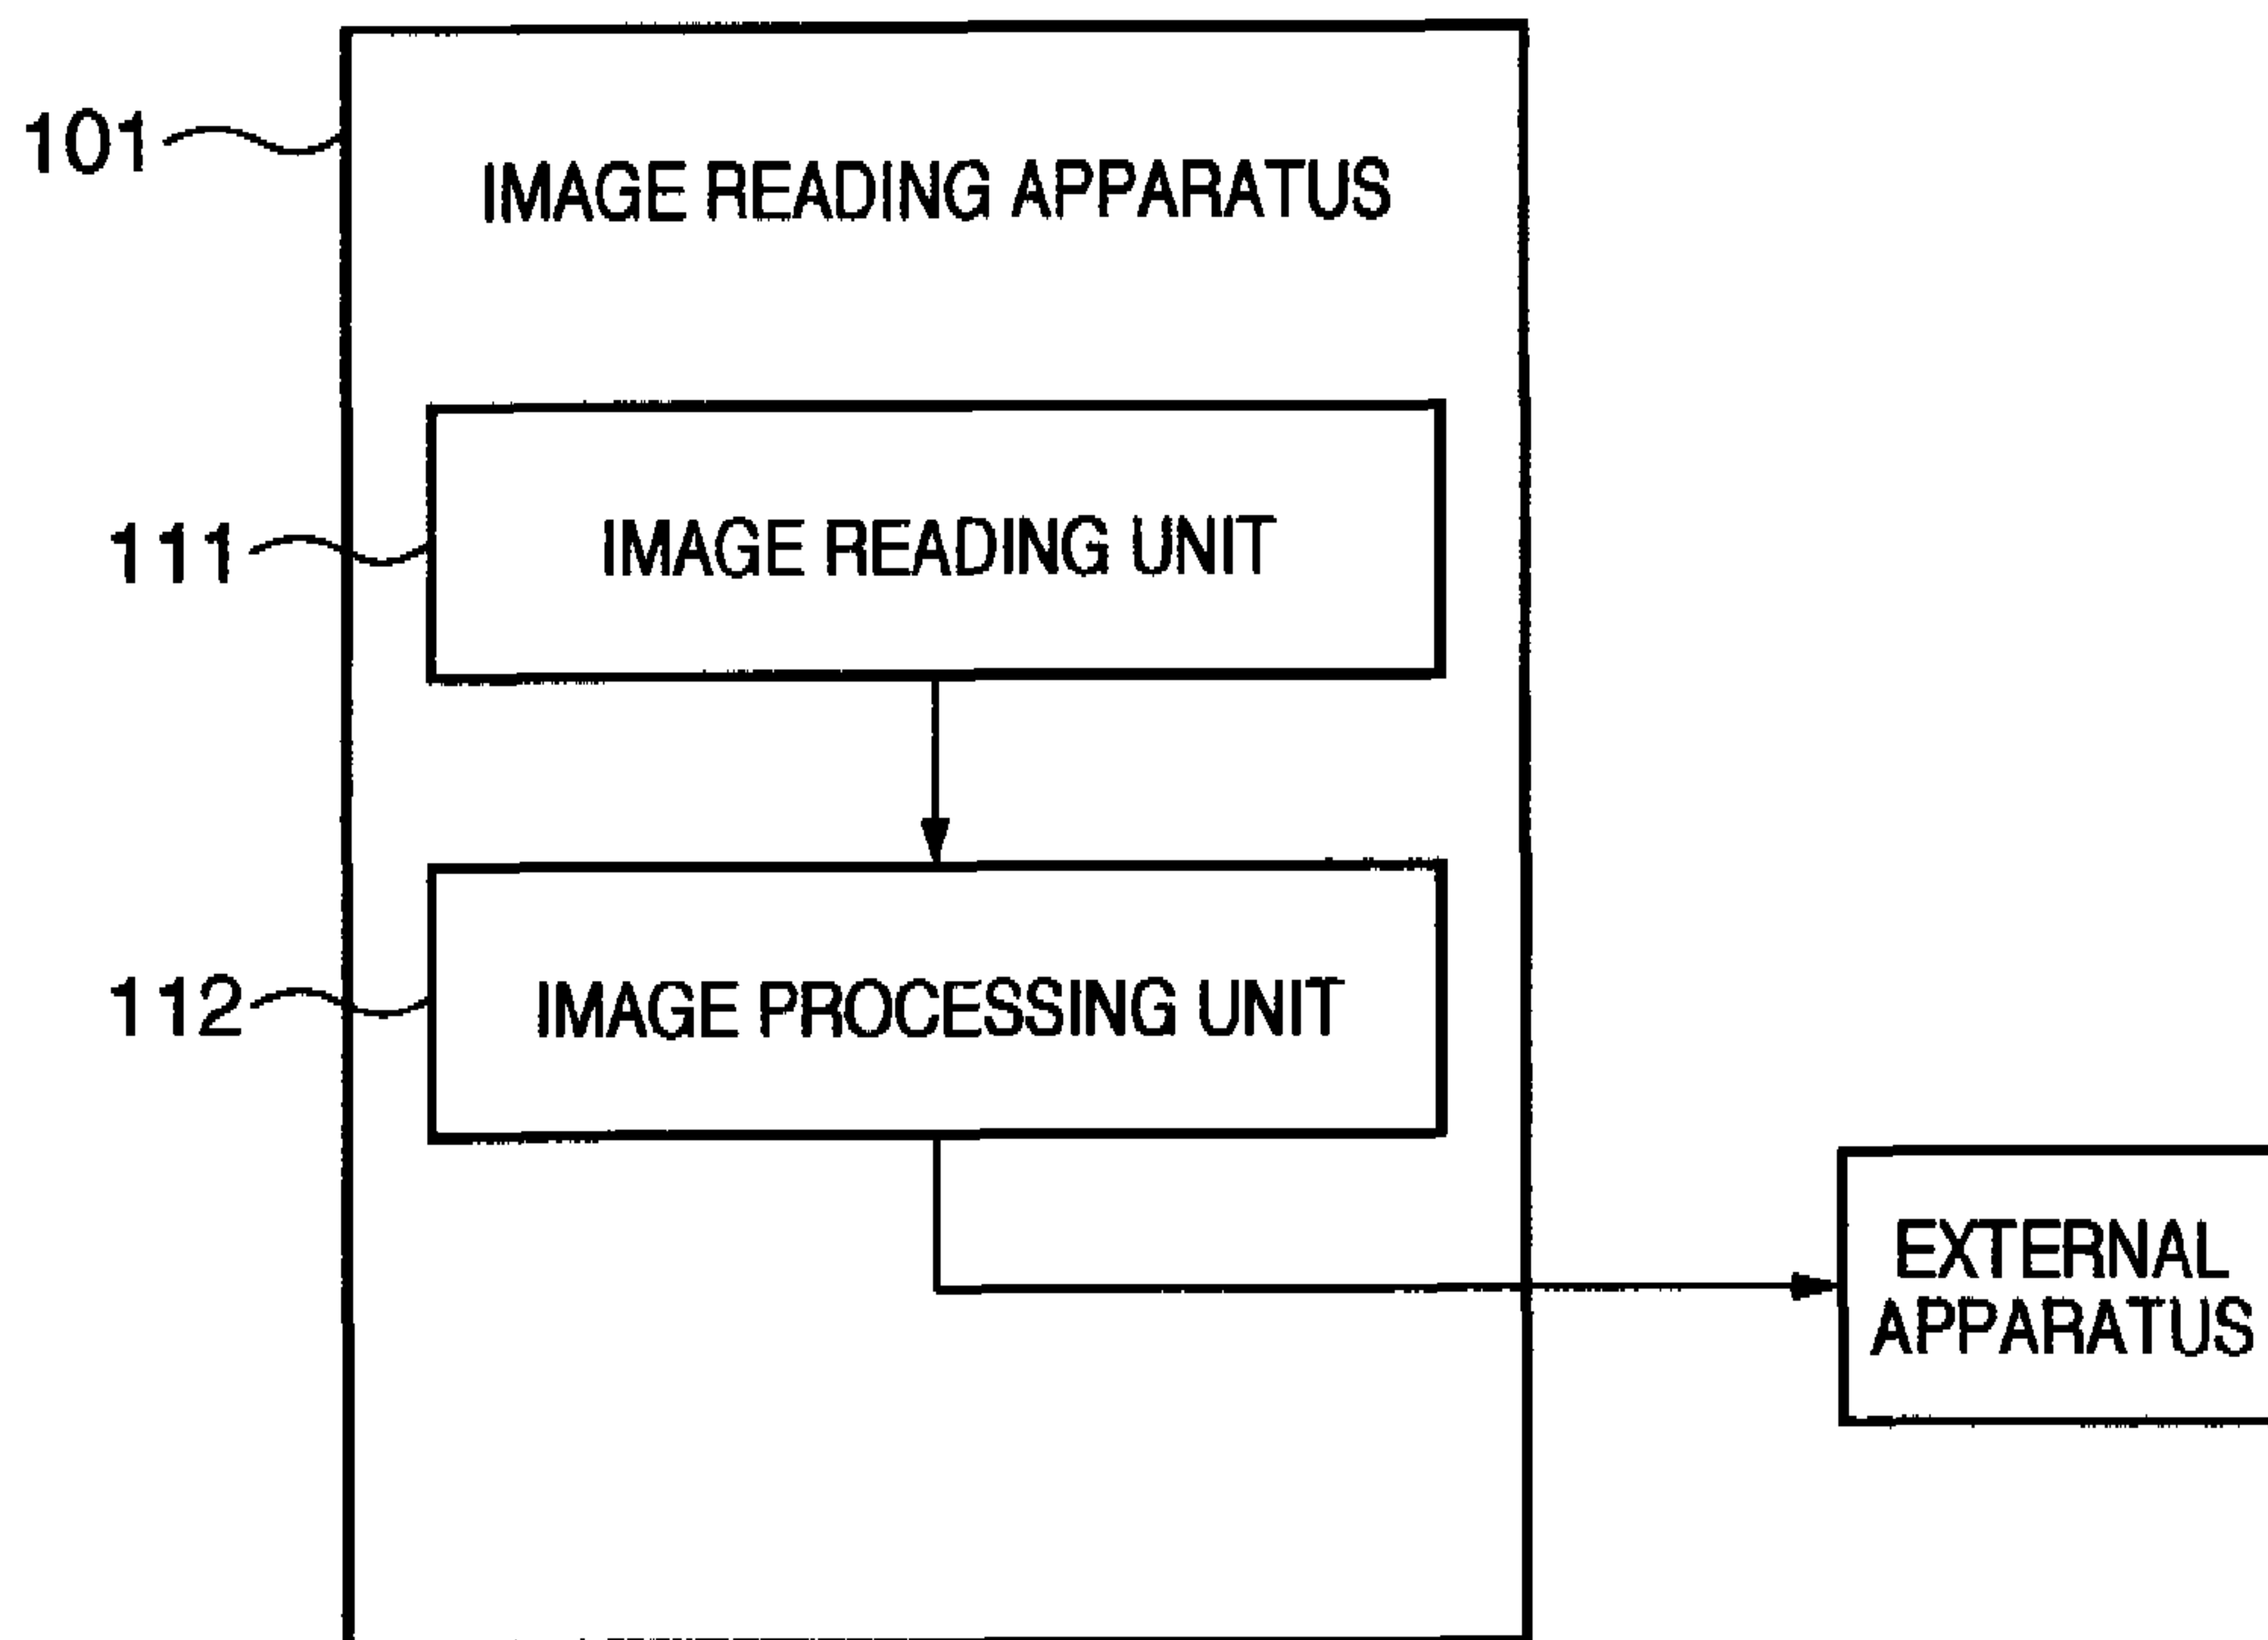 101
IMAGE READING APPARATUS
111
IMAGE READING UNIT
112
IMAGE PROCESSING UNIT
EXTERNAL
APPARATUS